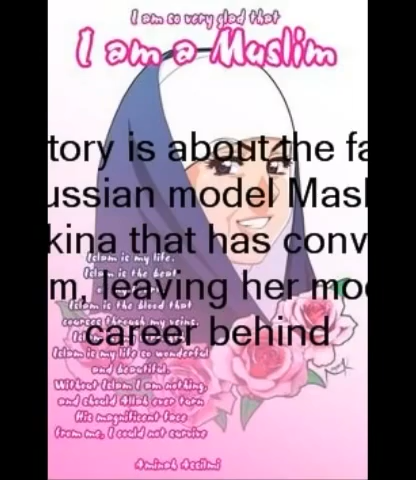 I am so very glad that
I am a Muslim
tory is about the fa
ussian model Mas
kina that has conv
Islam is my life.
Islam is the beat
m, leaving her mo
Islam is the blood that
courses through my veins.
career behind
Islam is my life so wonderful
and beautiful.
Without Islam I am nothing,
and should Allah ever turn
His magnificent face
from me, I could not survive
Aminah Assilmi